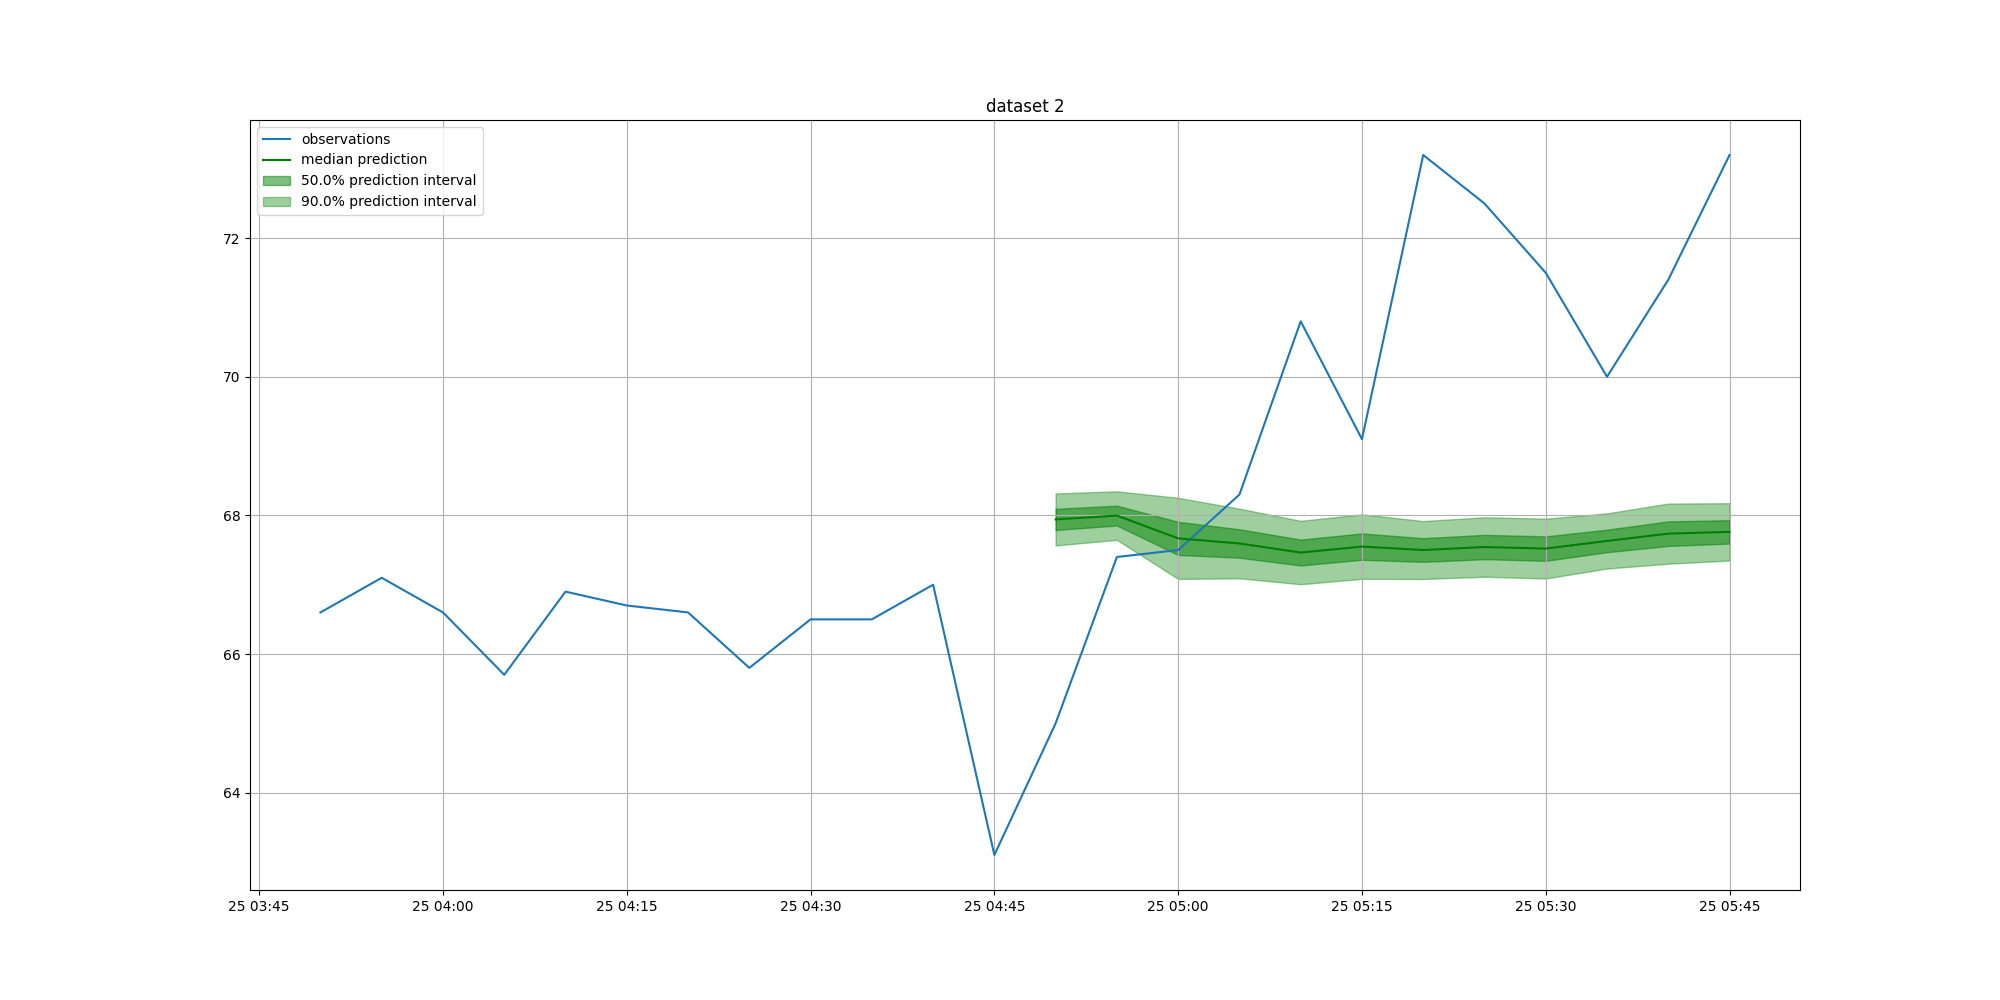 dataset 2
observations
median prediction
50.0% prediction interval
90.0% prediction interval
72
70
68
66
64
25 03:45
25 04:00
25 04:15
25 04:30
25 04:45
25 05:00
25 05:15
25 05:30
25 05:45